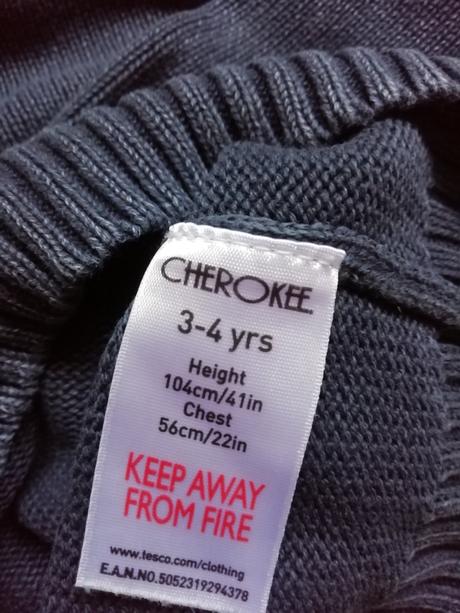 CHEROKEE
3-4 yrs
Height
104cm/41in
Chest
56cm/22in
KEEP AWAY
FROM FIRE
www.tesco.com/clothing
E.A.N.NO.5052319294378